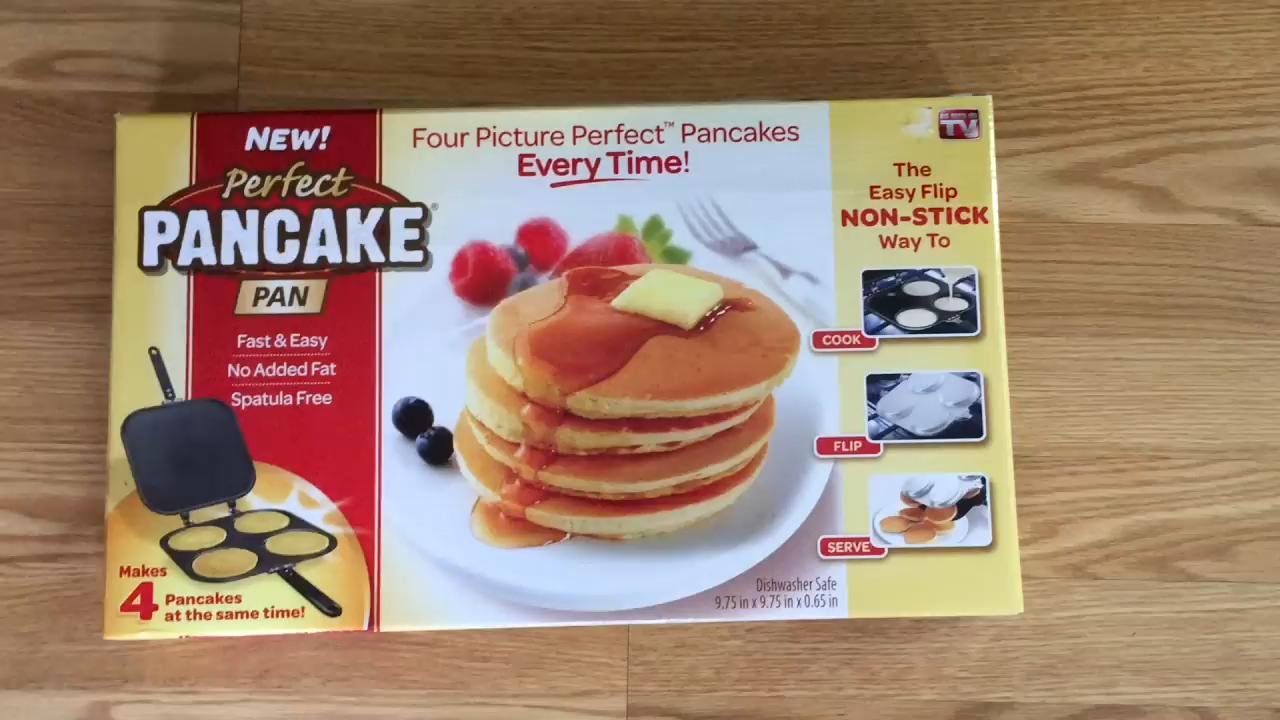 NEW!
Perfect
PANCAKE®
PAN
Fast & Easy
No Added Fat
Spatula Free
Makes
4 Pancakes
at the same time!
Four Picture Perfect™ Pancakes
Every Time!
Dishwasher Safe
9.75 in x 9.75 in x 0.65 in
TV
The
Easy Flip
NON-STICK
Way To
COOK
FLIP
SERVE